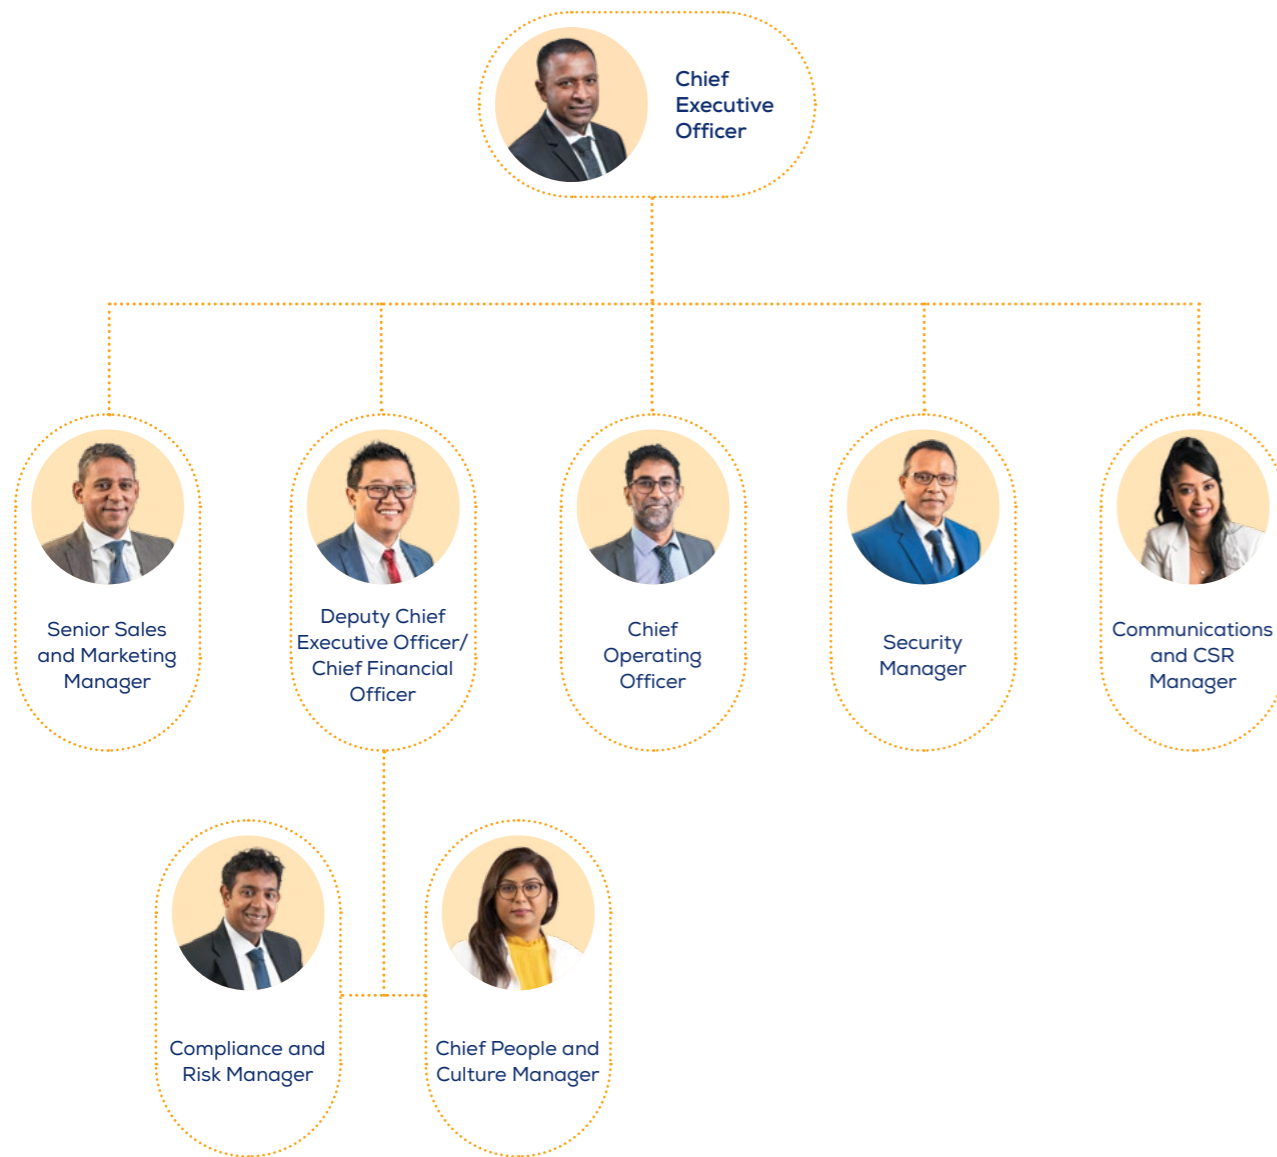 Chief
Executive
Officer
Senior Sales
and Marketing
Manager
Deputy Chief
Executive Officer/
Chief Financial
Officer
Chief
Operating
Officer
Security
Manager
Communications
and CSR
Manager
Compliance and
Risk Manager
Chief People and
Culture Manager